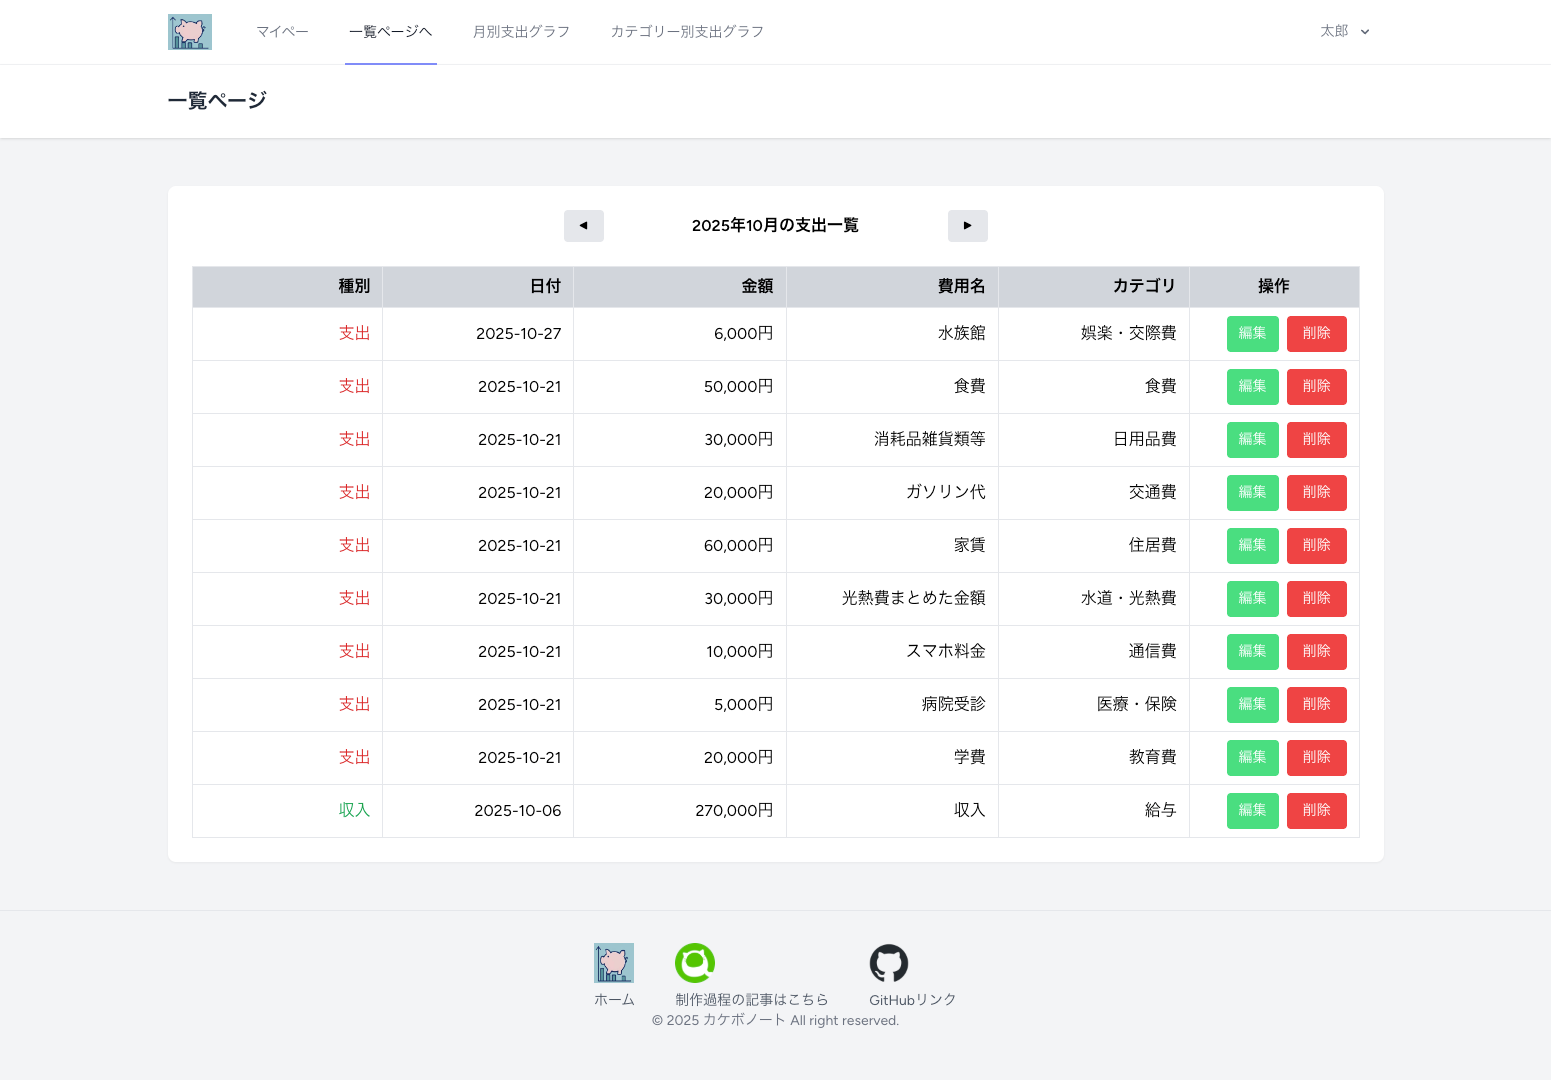 マイペー 一覧ページへ 月別支出グラフ カテゴリー別支出グラフ 太郎
一覧ページ
◀ 2025年10月の支出一覧 ▶
種別 日付 金額 費用名 カテゴリ 操作
支出 2025-10-27 6,000円 水族館 娯楽・交際費 編集 削除
支出 2025-10-21 50,000円 食費 食費 編集 削除
支出 2025-10-21 30,000円 消耗品雑貨類等 日用品費 編集 削除
支出 2025-10-21 20,000円 ガソリン代 交通費 編集 削除
支出 2025-10-21 60,000円 家賃 住居費 編集 削除
支出 2025-10-21 30,000円 光熱費まとめた金額 水道・光熱費 編集 削除
支出 2025-10-21 10,000円 スマホ料金 通信費 編集 削除
支出 2025-10-21 5,000円 病院受診 医療・保険 編集 削除
支出 2025-10-21 20,000円 学費 教育費 編集 削除
収入 2025-10-06 270,000円 収入 給与 編集 削除
ホーム 制作過程の記事はこちら GitHubリンク
© 2025 カケボノート All right reserved.